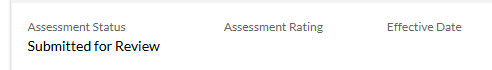 Assessment Status Assessment Rating Effective Date
Submitted for Review